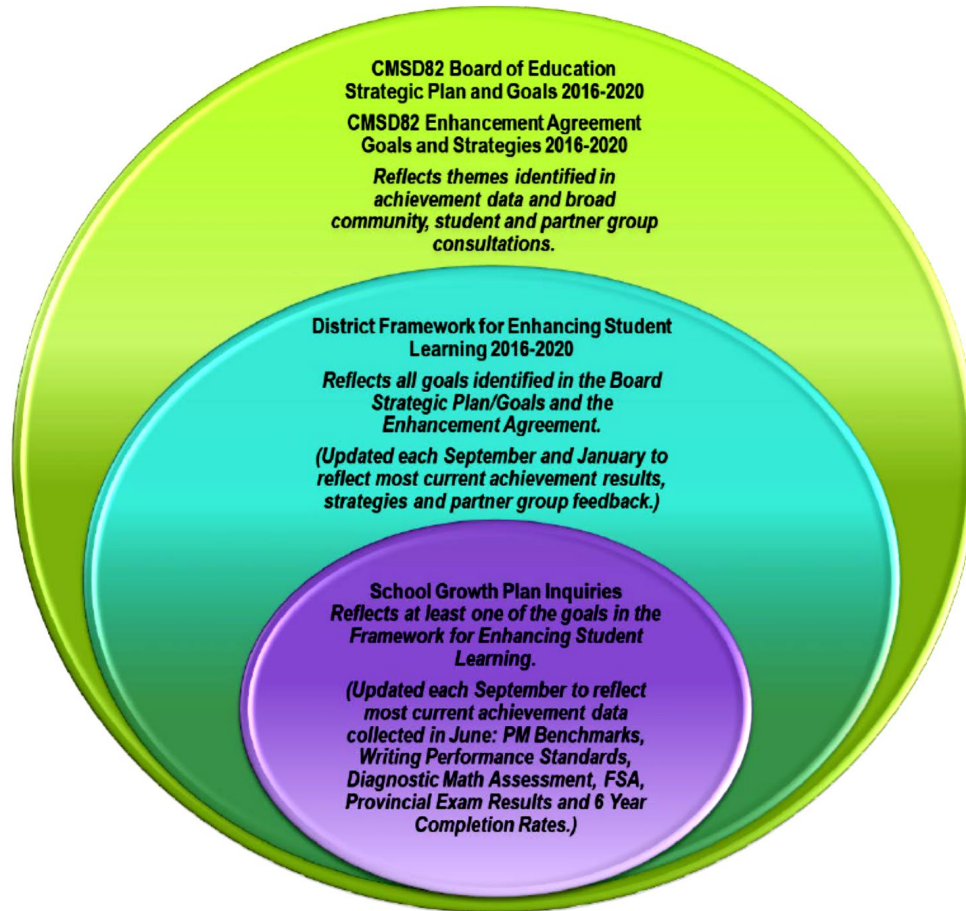 CMSD82 Board of Education
Strategic Plan and Goals 2016-2020
CMSD82 Enhancement Agreement
Goals and Strategies 2016-2020
Reflects themes identified in
achievement data and broad
community, student and partner group
consultations.
District Framework for Enhancing Student
Learning 2016-2020
Reflects all goals identified in the Board
Strategic Plan/Goals and the
Enhancement Agreement.
(Updated each September and January to
reflect most current achievement results,
strategies and partner group feedback.)
School Growth Plan Inquiries
Reflects at least one of the goals in the
Framework for Enhancing Student
Learning.
(Updated each September to reflect
most current achievement data
collected in June: PM Benchmarks,
Writing Performance Standards,
Diagnostic Math Assessment, FSA,
Provincial Exam Results and 6 Year
Completion Rates.)